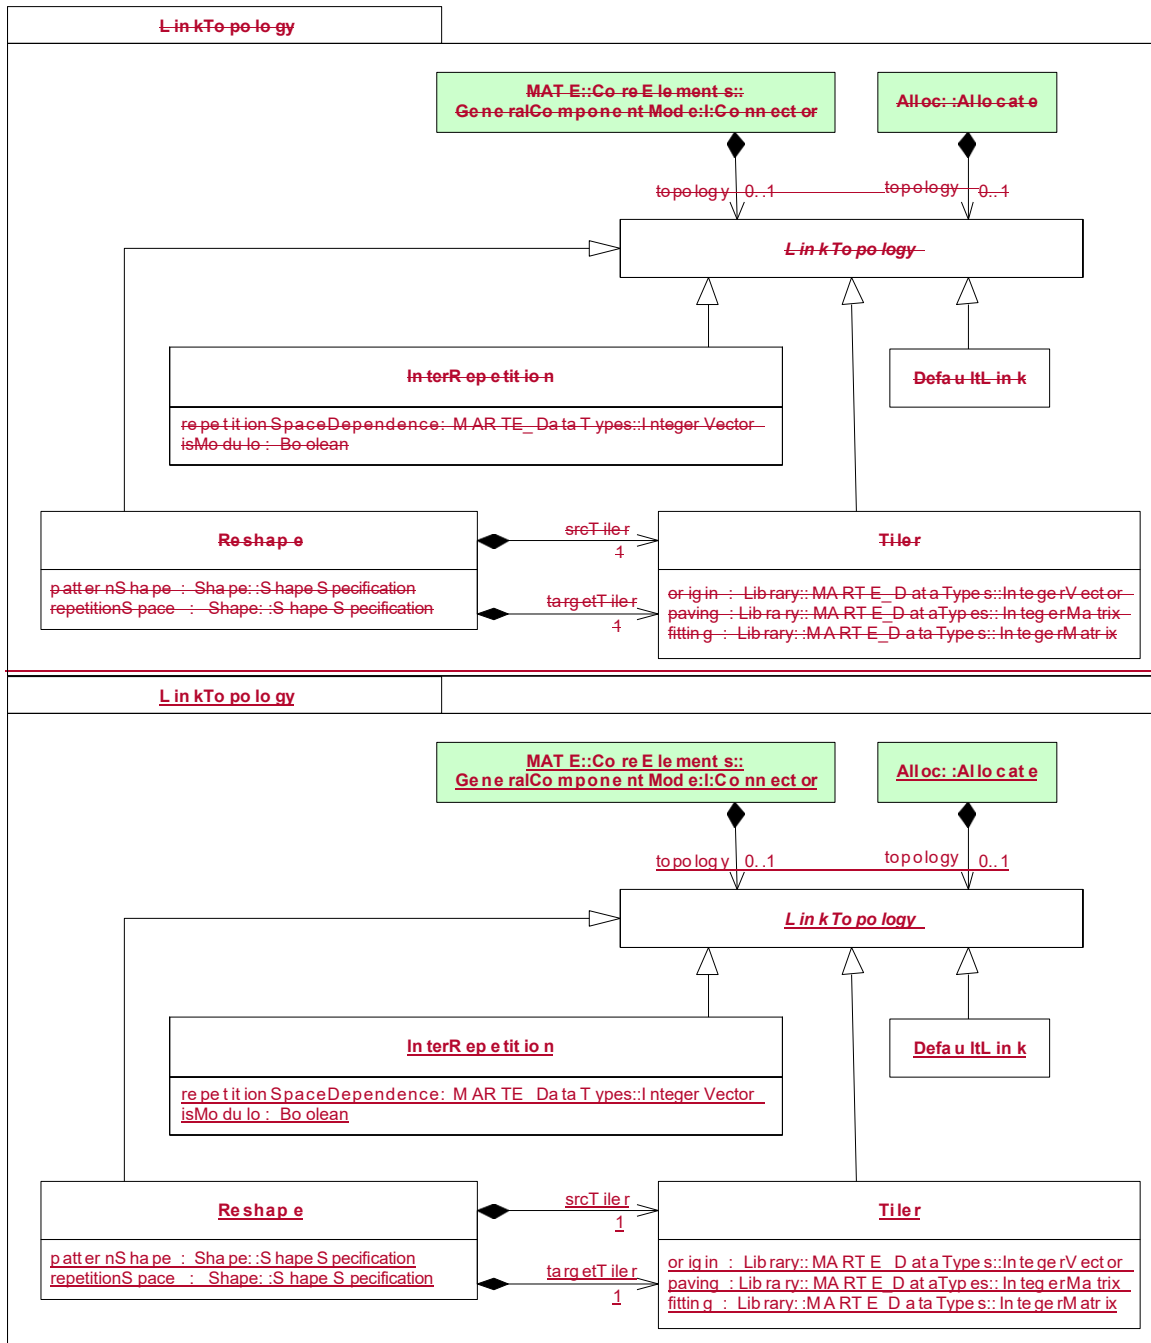 LinkTopology
MATE::CoreElements::
Alloc::Allocate
GeneralComponentMode:l:Connector
topology 0..1
topology 0..1
LinkTopology
InterRepetition
DefaultLink
repetitionSpaceDependence: MARTE_DataTypes::IntegerVector
isModulo: Boolean
Reshape
srcTiler
1
Tiler
patternShape : Shape::ShapeSpecification
repetitionSpace : Shape::ShapeSpecification
targetTiler
1
origin : Library::MARTE_DataTypes::IntegerVector
paving : Library::MARTE_DataTypes::IntegerMatrix
fitting : Library::MARTE_DataTypes::IntegerMatrix
LinkTopology
MATE::CoreElements::
Alloc::Allocate
GeneralComponentMode:l:Connector
topology 0..1
topology 0..1
LinkTopology
InterRepetition
DefaultLink
repetitionSpaceDependence: MARTE_DataTypes::IntegerVector
isModulo: Boolean
Reshape
srcTiler
1
Tiler
patternShape : Shape::ShapeSpecification
repetitionSpace : Shape::ShapeSpecification
targetTiler
1
origin : Library::MARTE_DataTypes::IntegerVector
paving : Library::MARTE_DataTypes::IntegerMatrix
fitting : Library::MARTE_DataTypes::IntegerMatrix